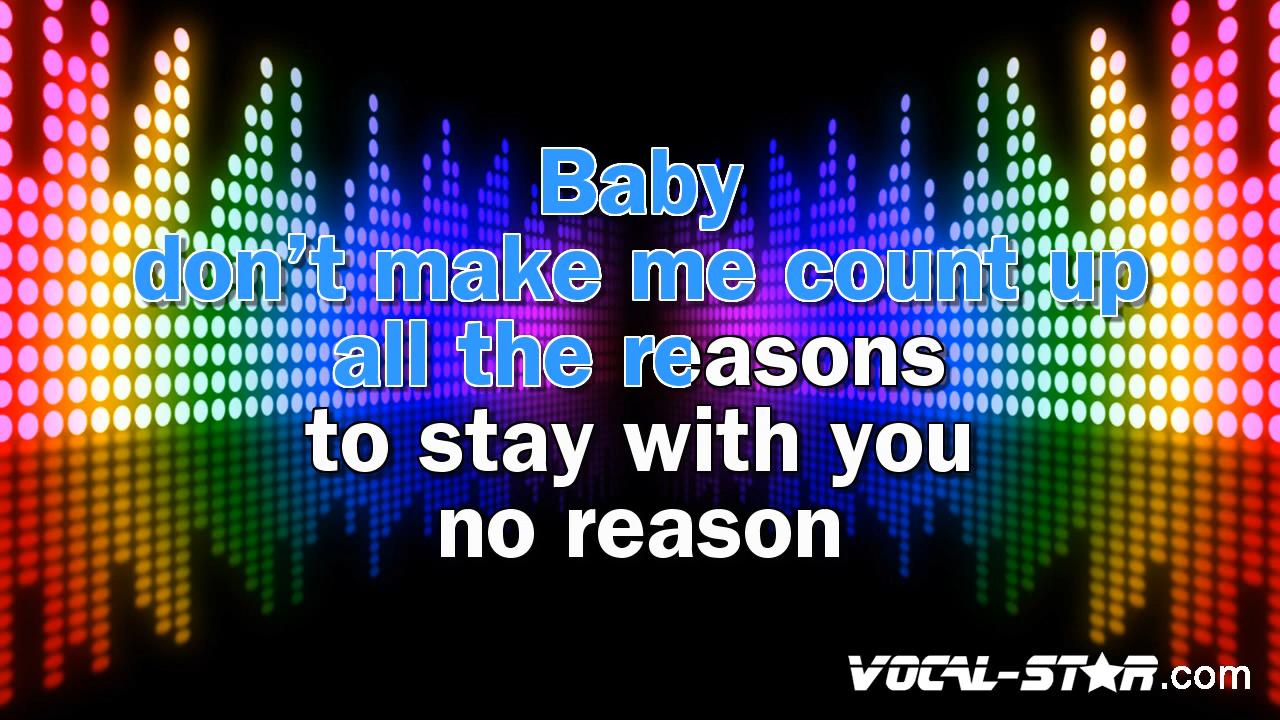 Baby
don't make me count up
all the reasons
to stay with you
no reason
VOCAL-STAR.com